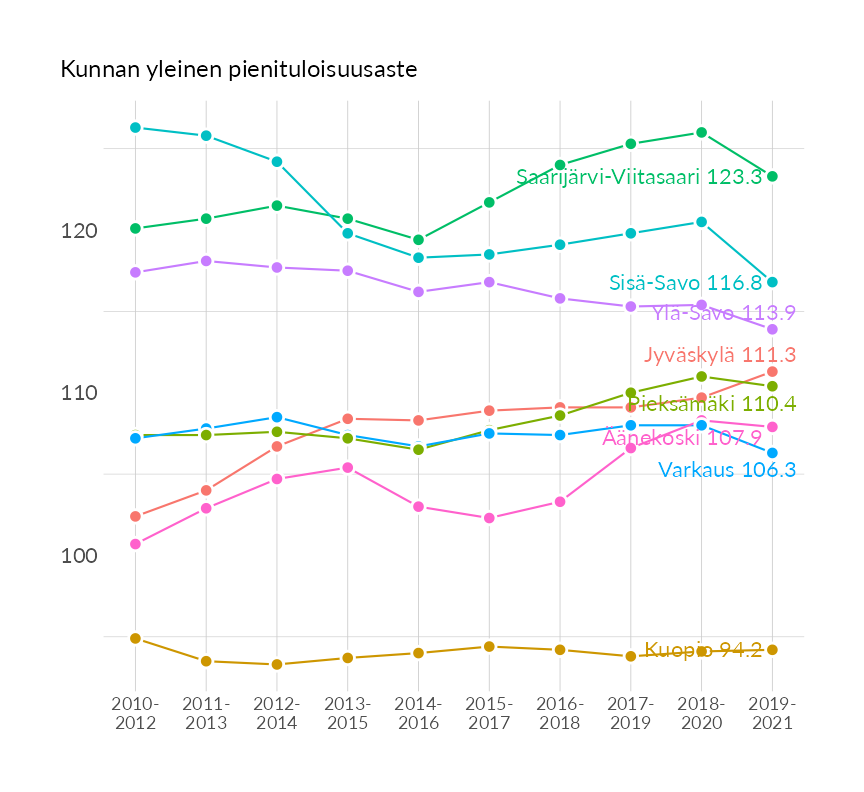 Kunnan yleinen pienituloisuusaste
Saarijärvi-Viitasaari 123.3
120
Sisä-Savo 116.8
Ylä-Savo 113.9
Jyväskylä 111.3
110
Pieksämäki 110.4
Äänekoski 107.9
Varkaus 106.3
100
Kuopio 94.2
2010- 2011- 2012- 2013- 2014- 2015- 2016- 2017- 2018- 2019-
2012 2013 2014 2015 2016 2017 2018 2019 2020 2021